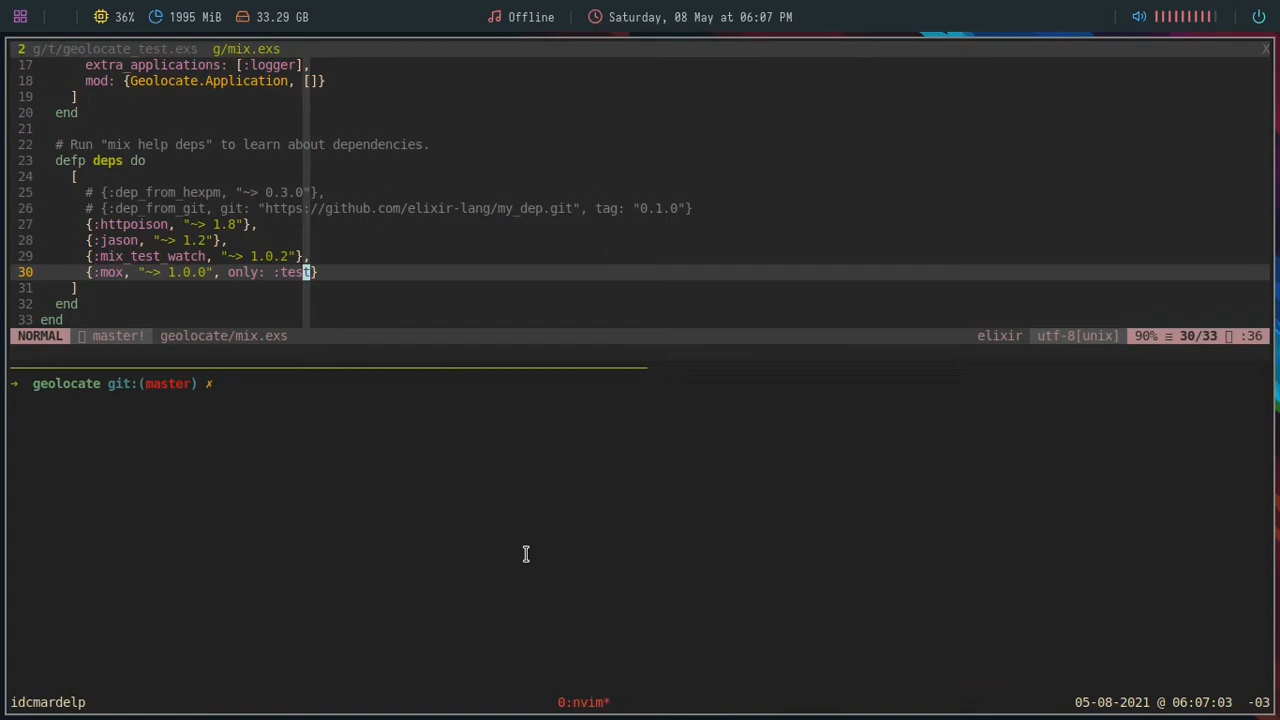 36% 1995 MiB 33.29 GB Offline Saturday, 08 May at 06:07 PM
2 g/t/geolocate_test.exs g/mix.exs X
17 extra_applications: [:logger],
18 mod: {Geolocate.Application, []}
19 ]
20 end
21
22 # Run "mix help deps" to learn about dependencies.
23 defp deps do
24 [
25 # {:dep_from_hexpm, "~> 0.3.0"},
26 # {:dep_from_git, git: "https://github.com/elixir-lang/my_dep.git", tag: "0.1.0"}
27 {:httpoison, "~> 1.8"},
28 {:jason, "~> 1.2"},
29 {:mix_test_watch, "~> 1.0.2"},
30 {:mox, "~> 1.0.0", only: :test}
31 ]
32 end
33 end
NORMAL master! geolocate/mix.exs elixir utf-8[unix] 90% ≡ 30/33 :36
→ geolocate git:(master) ✗
idcmardelp 0:nvim* 05-08-2021 @ 06:07:03 -03